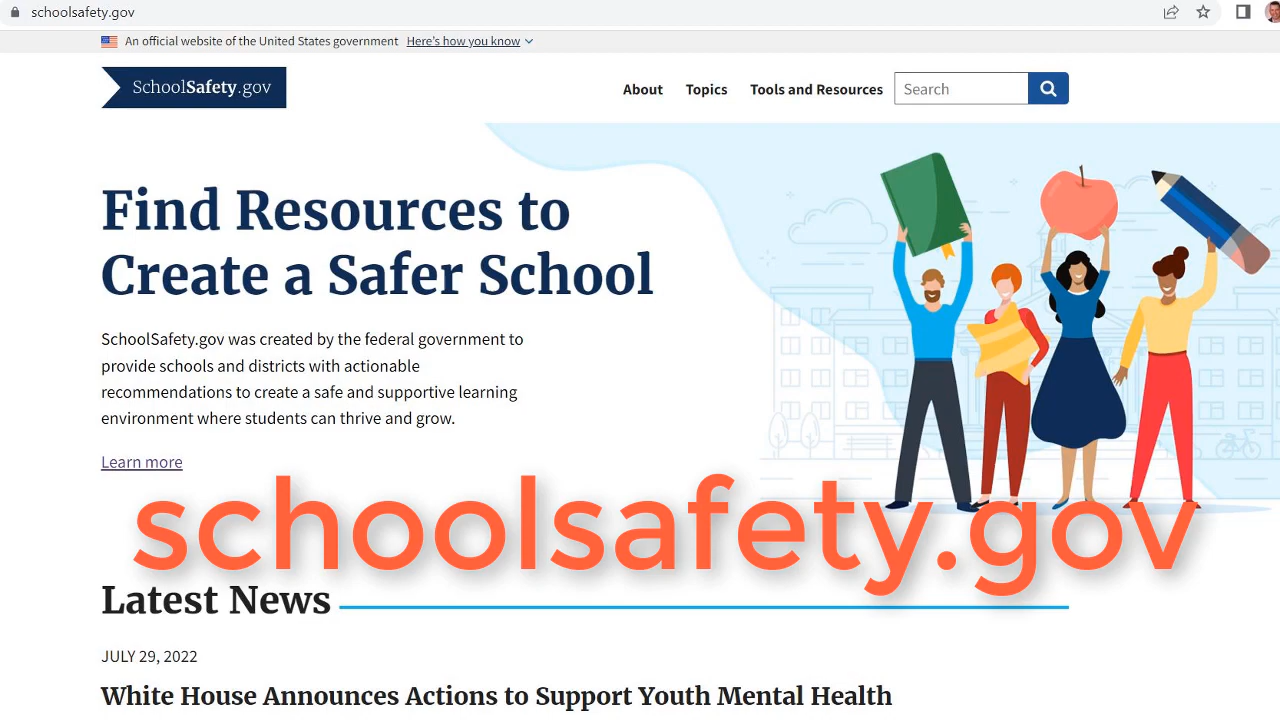 schoolsafety.gov
An official website of the United States government Here's how you know
SchoolSafety.gov
About Topics Tools and Resources Search
Find Resources to
Create a Safer School
SchoolSafety.gov was created by the federal government to
provide schools and districts with actionable
recommendations to create a safe and supportive learning
environment where students can thrive and grow.
Learn more
schoolsafety.gov
Latest News
JULY 29, 2022
White House Announces Actions to Support Youth Mental Health